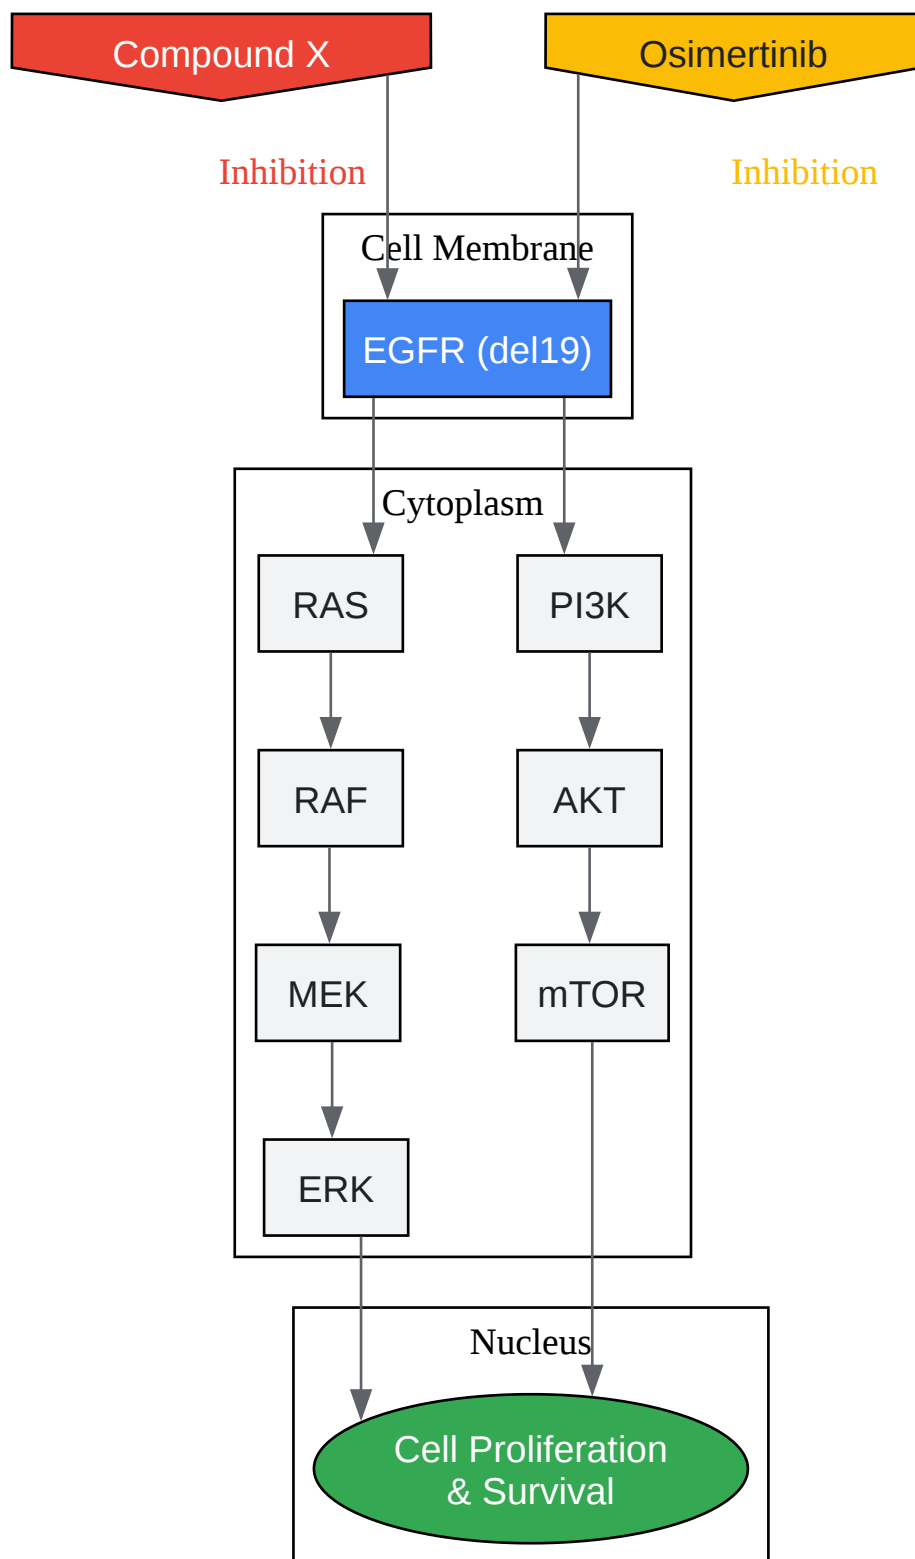 Compound X
Osimertinib
Inhibition
Inhibition
Cell Membrane
EGFR (del19)
Cytoplasm
RAS
PI3K
RAF
AKT
MEK
mTOR
ERK
Nucleus
Cell Proliferation
& Survival